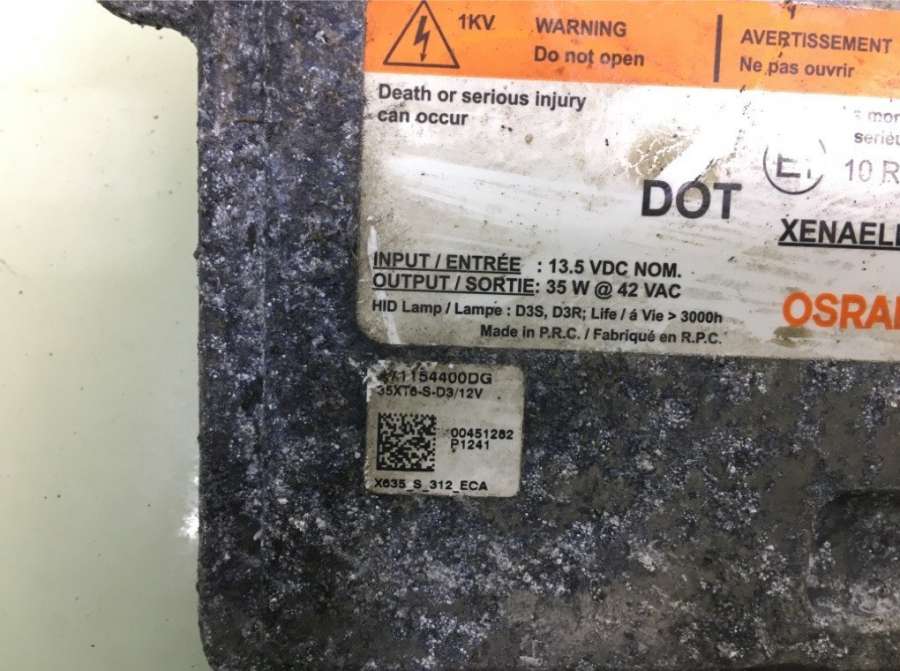 1KV
WARNING
Do not open
AVERTISSEMENT
Ne pas ouvrir
Death or serious injury
can occur
DOT
10 R
XENAEL
INPUT / ENTRÉE : 13.5 VDC NOM.
OUTPUT / SORTIE: 35 W @ 42 VAC
HID Lamp / Lampe : D3S, D3R; Life / á Vie > 3000h
Made in P.R.C. / Fabriqué en R.P.C.
OSRA
71154400DG
35XT6-S-D3/12V
00451282
P1241
X635_S_312_ECA